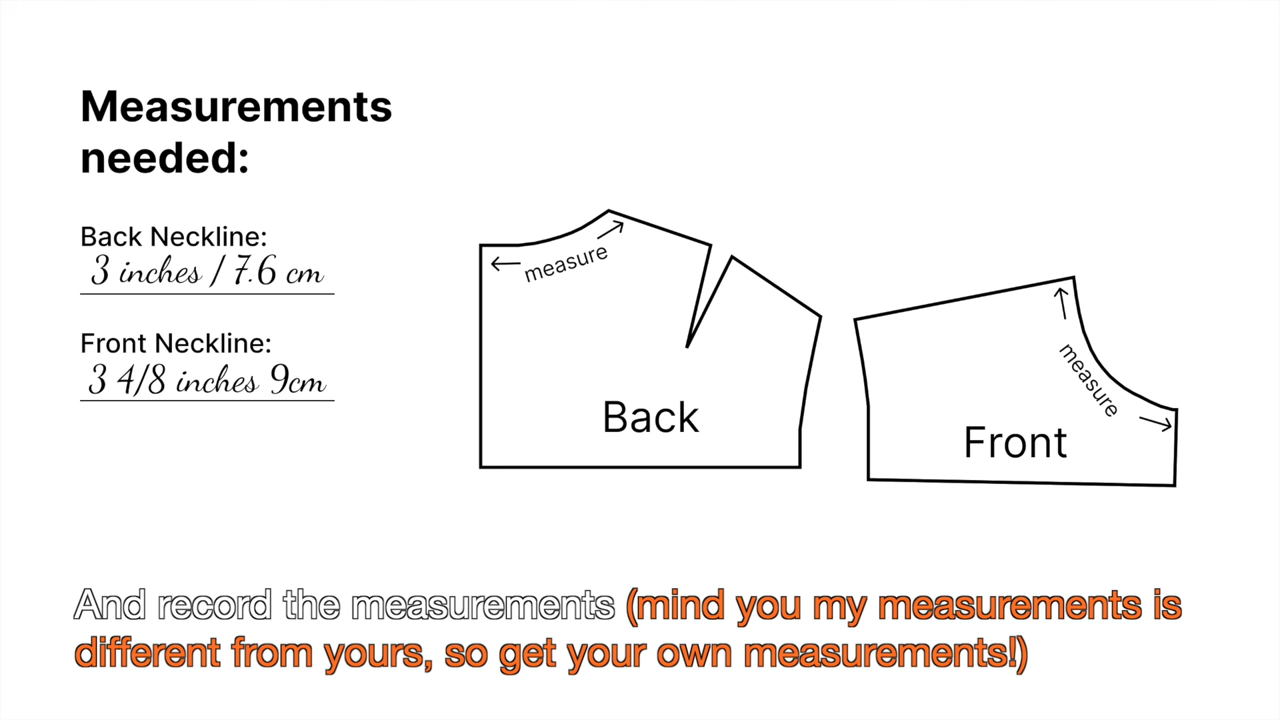 Measurements
needed:
Back Neckline:
3 inches / 7.6 cm
Front Neckline:
3 4/8 inches 9cm
measure
Back
measure
Front
And record the measurements (mind you my measurements is
different from yours, so get your own measurements!)